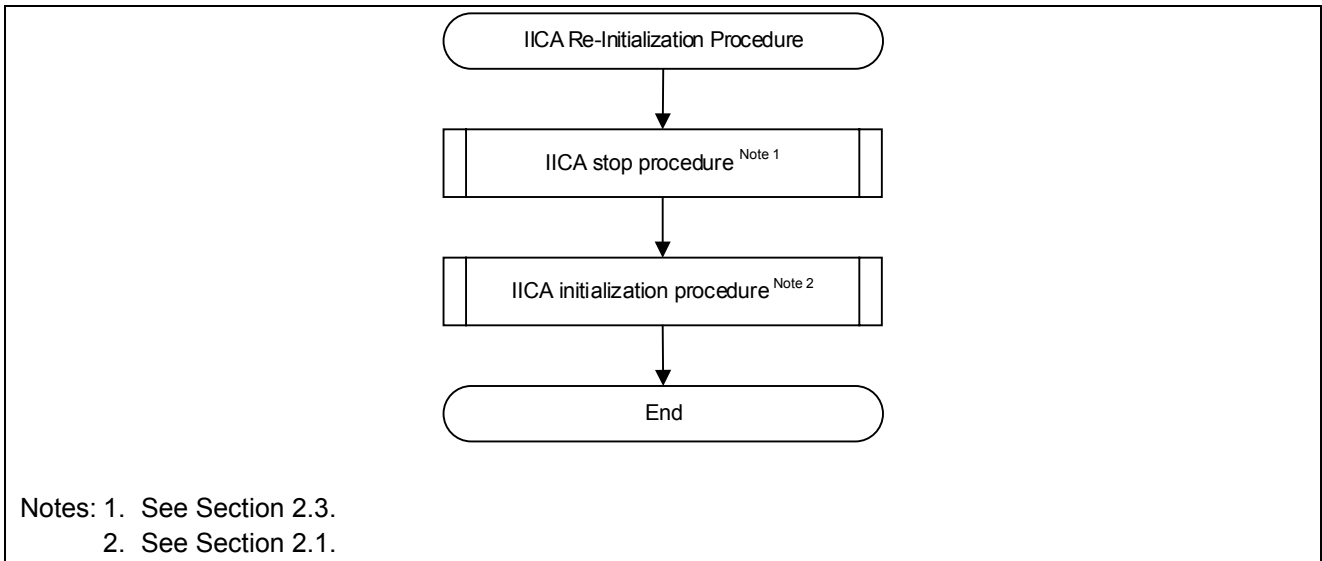 IICA Re-Initialization Procedure
IICA stop procedure Note 1
IICA initialization procedure Note 2
End
Notes: 1. See Section 2.3.
2. See Section 2.1.